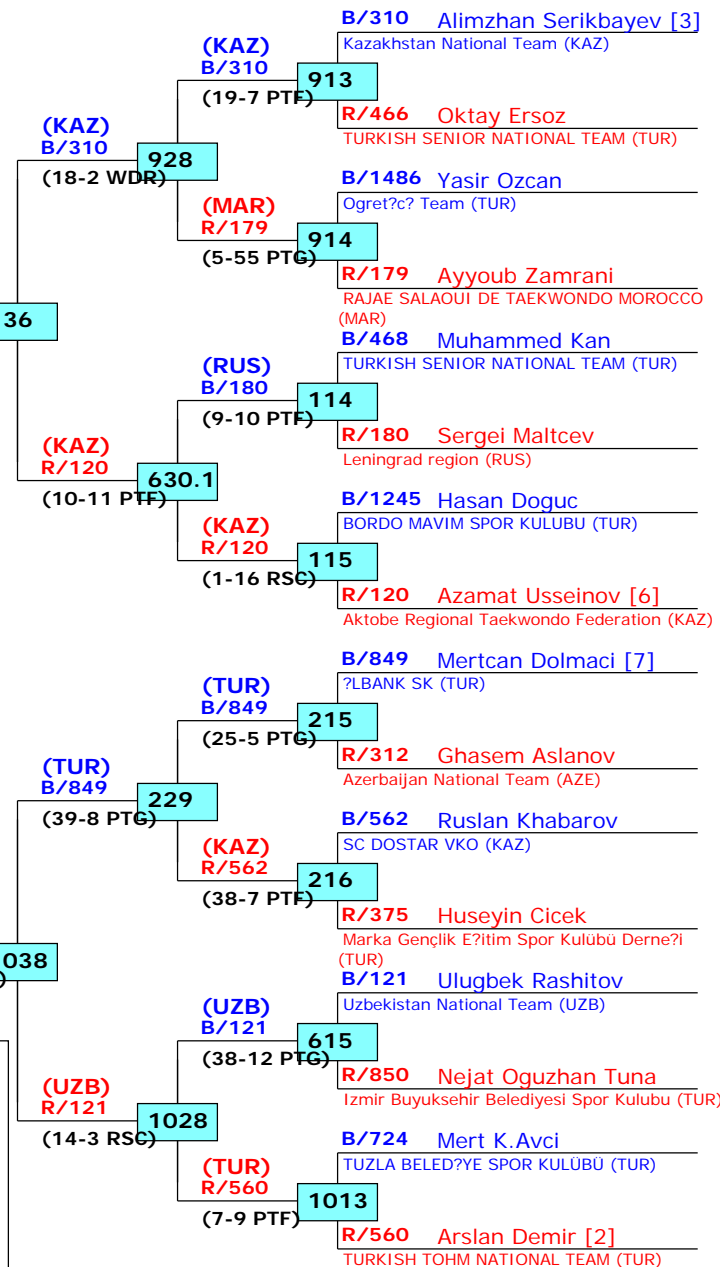 B/310 Alimzhan Serikbayev [3]
Kazakhstan National Team (KAZ)
(KAZ)
B/310
(19-7 PTF)
913
R/466 Oktay Ersoz
TURKISH SENIOR NATIONAL TEAM (TUR)
(KAZ)
B/310
(18-2 WDR)
928
B/1486 Yasir Ozcan
Ogret?c? Team (TUR)
(MAR)
R/179
(5-55 PTG)
914
R/179 Ayyoub Zamrani
RAJAE SALAOUI DE TAEKWONDO MOROCCO
(MAR)
36
B/468 Muhammed Kan
TURKISH SENIOR NATIONAL TEAM (TUR)
(RUS)
B/180
(9-10 PTF)
114
R/180 Sergei Maltcev
Leningrad region (RUS)
(KAZ)
R/120
(10-11 PTF)
630.1
B/1245 Hasan Doguc
BORDO MAVIM SPOR KULUBU (TUR)
(KAZ)
R/120
(1-16 RSC)
115
R/120 Azamat Usseinov [6]
Aktobe Regional Taekwondo Federation (KAZ)
B/849 Mertcan Dolmaci [7]
?LBANK SK (TUR)
(TUR)
B/849
(25-5 PTG)
215
R/312 Ghasem Aslanov
Azerbaijan National Team (AZE)
(TUR)
B/849
(39-8 PTG)
229
B/562 Ruslan Khabarov
SC DOSTAR VKO (KAZ)
(KAZ)
R/562
(38-7 PTF)
216
R/375 Huseyin Cicek
Marka Gençlik E?itim Spor Kulübü Derne?i
(TUR)
038
)
B/121 Ulugbek Rashitov
Uzbekistan National Team (UZB)
(UZB)
B/121
(38-12 PTG)
615
R/850 Nejat Oguzhan Tuna
Izmir Buyuksehir Belediyesi Spor Kulubu (TUR)
(UZB)
R/121
(14-3 RSC)
1028
B/724 Mert K.Avci
TUZLA BELED?YE SPOR KULÜBÜ (TUR)
(TUR)
R/560
(7-9 PTF)
1013
R/560 Arslan Demir [2]
TURKISH TOHM NATIONAL TEAM (TUR)